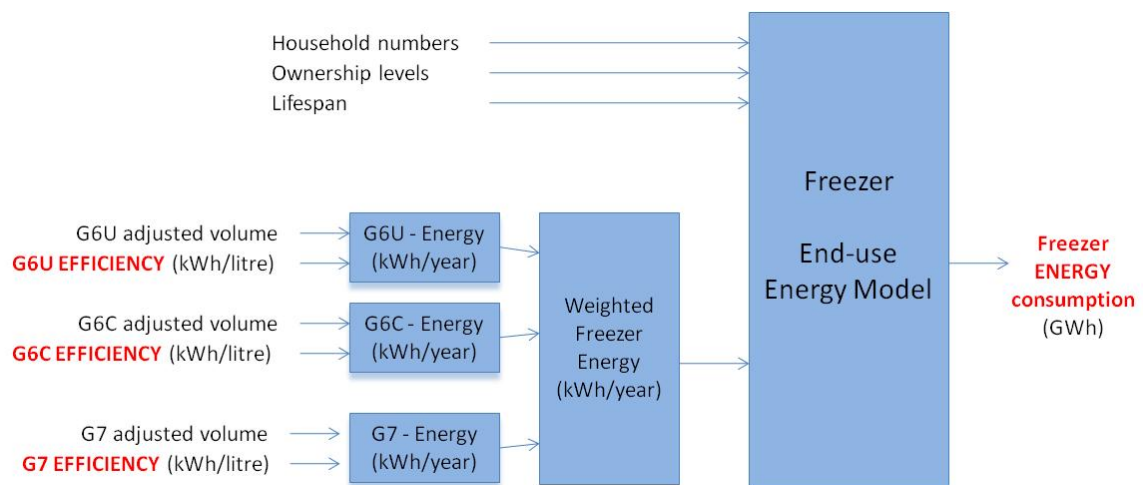 Household numbers
Ownership levels
Lifespan
G6U adjusted volume
G6U EFFICIENCY (kWh/litre)
G6C adjusted volume
G6C EFFICIENCY (kWh/litre)
G7 adjusted volume
G7 EFFICIENCY (kWh/litre)
G6U - Energy
(kWh/year)
G6C - Energy
(kWh/year)
G7 - Energy
(kWh/year)
Weighted
Freezer
Energy
(kWh/year)
Freezer
End-use
Energy Model
Freezer
ENERGY
consumption
(GWh)